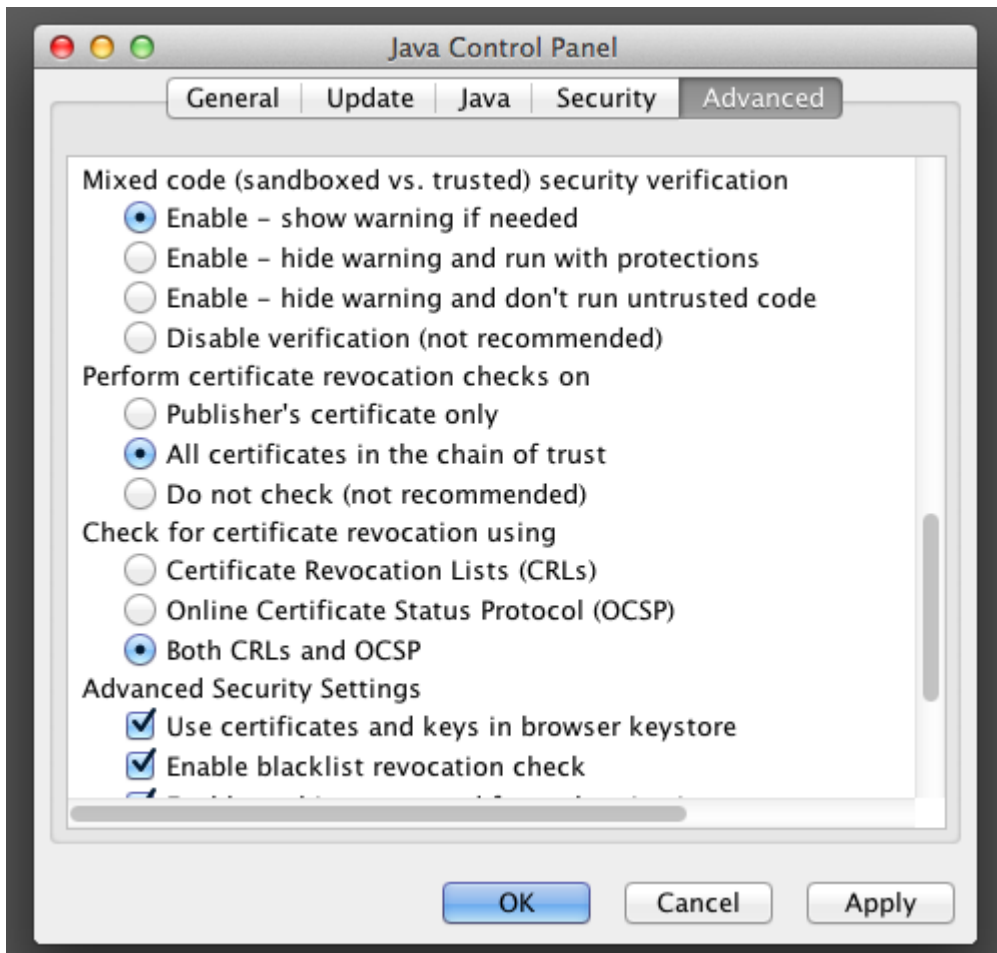 Java Control Panel
General Update Java Security Advanced
Mixed code (sandboxed vs. trusted) security verification
Enable – show warning if needed
Enable – hide warning and run with protections
Enable – hide warning and don't run untrusted code
Disable verification (not recommended)
Perform certificate revocation checks on
Publisher's certificate only
All certificates in the chain of trust
Do not check (not recommended)
Check for certificate revocation using
Certificate Revocation Lists (CRLs)
Online Certificate Status Protocol (OCSP)
Both CRLs and OCSP
Advanced Security Settings
Use certificates and keys in browser keystore
Enable blacklist revocation check
OK Cancel Apply